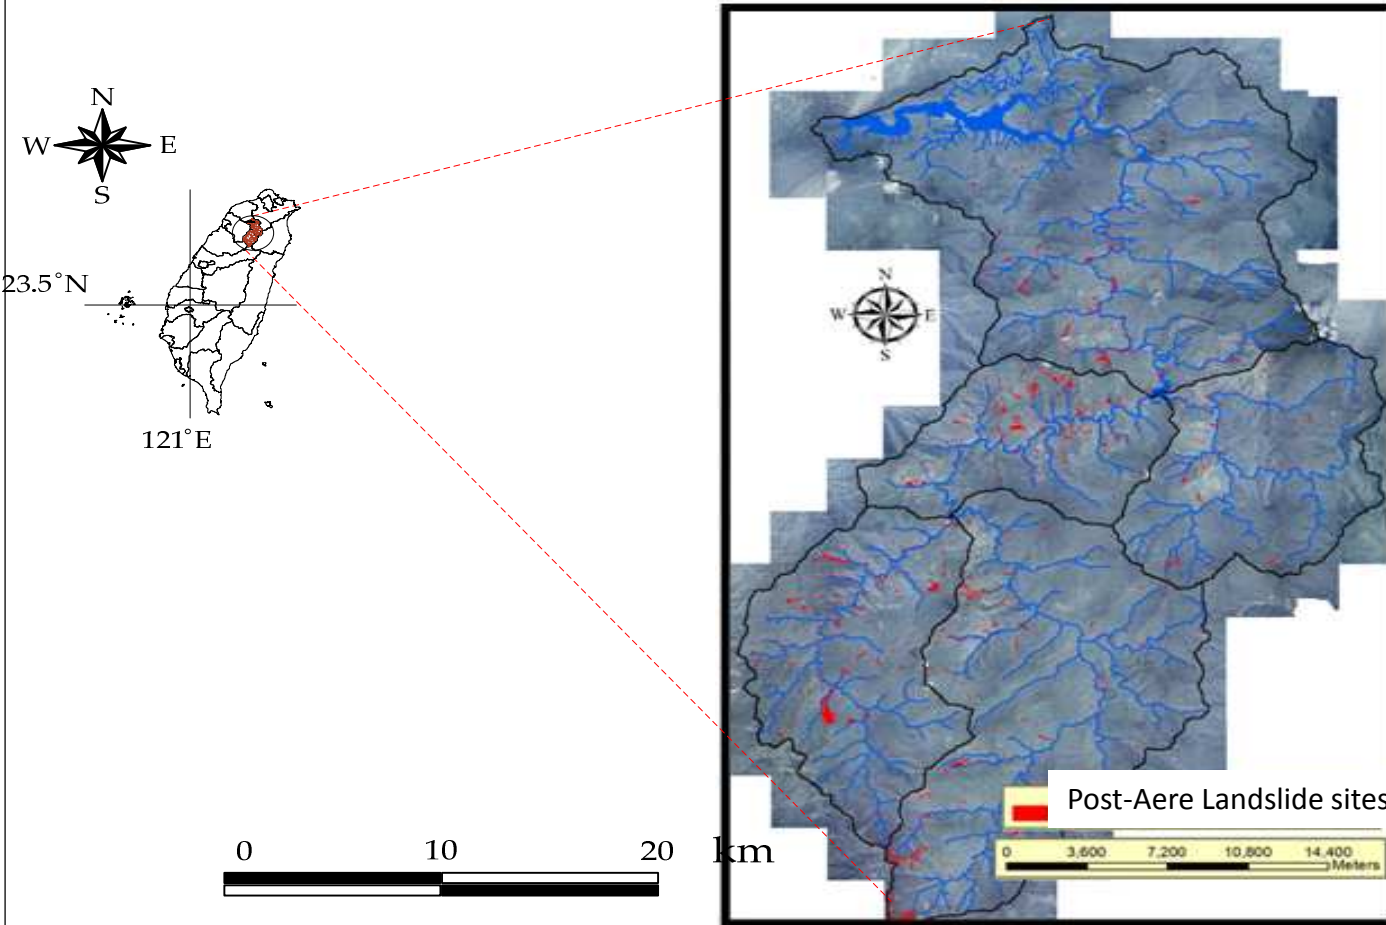 N
W E
S
23.5°N
121°E
0 10 20 km
N
W E
S
Post-Aere Landslide sites
0 3,600 7,200 10,800 14,400
Meters